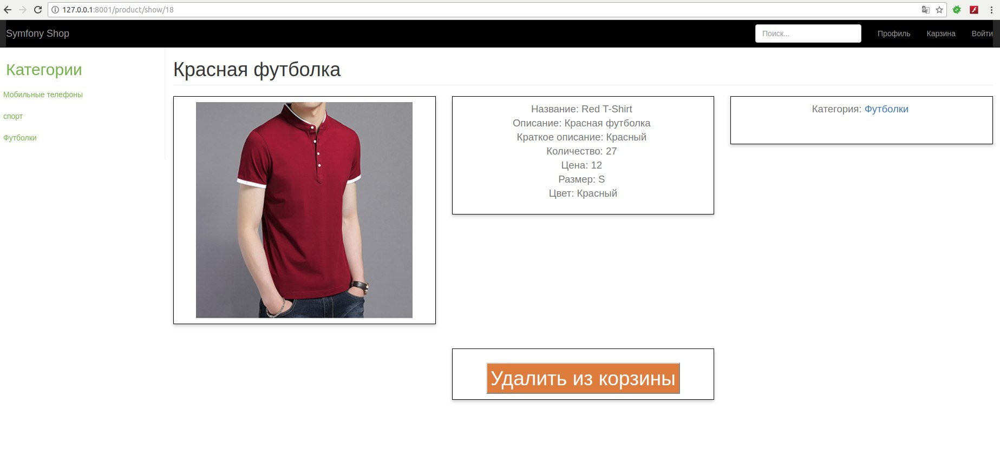 127.0.0.1:8001/product/show/18
Symfony Shop
Поиск...
Профиль
Карзина
Войти
Категории
Мобильные телефоны
спорт
Футболки
Красная футболка
Название: Red T-Shirt
Описание: Красная футболка
Краткое описание: Красный
Количество: 27
Цена: 12
Размер: S
Цвет: Красный
Категория: Футболки
Удалить из корзины